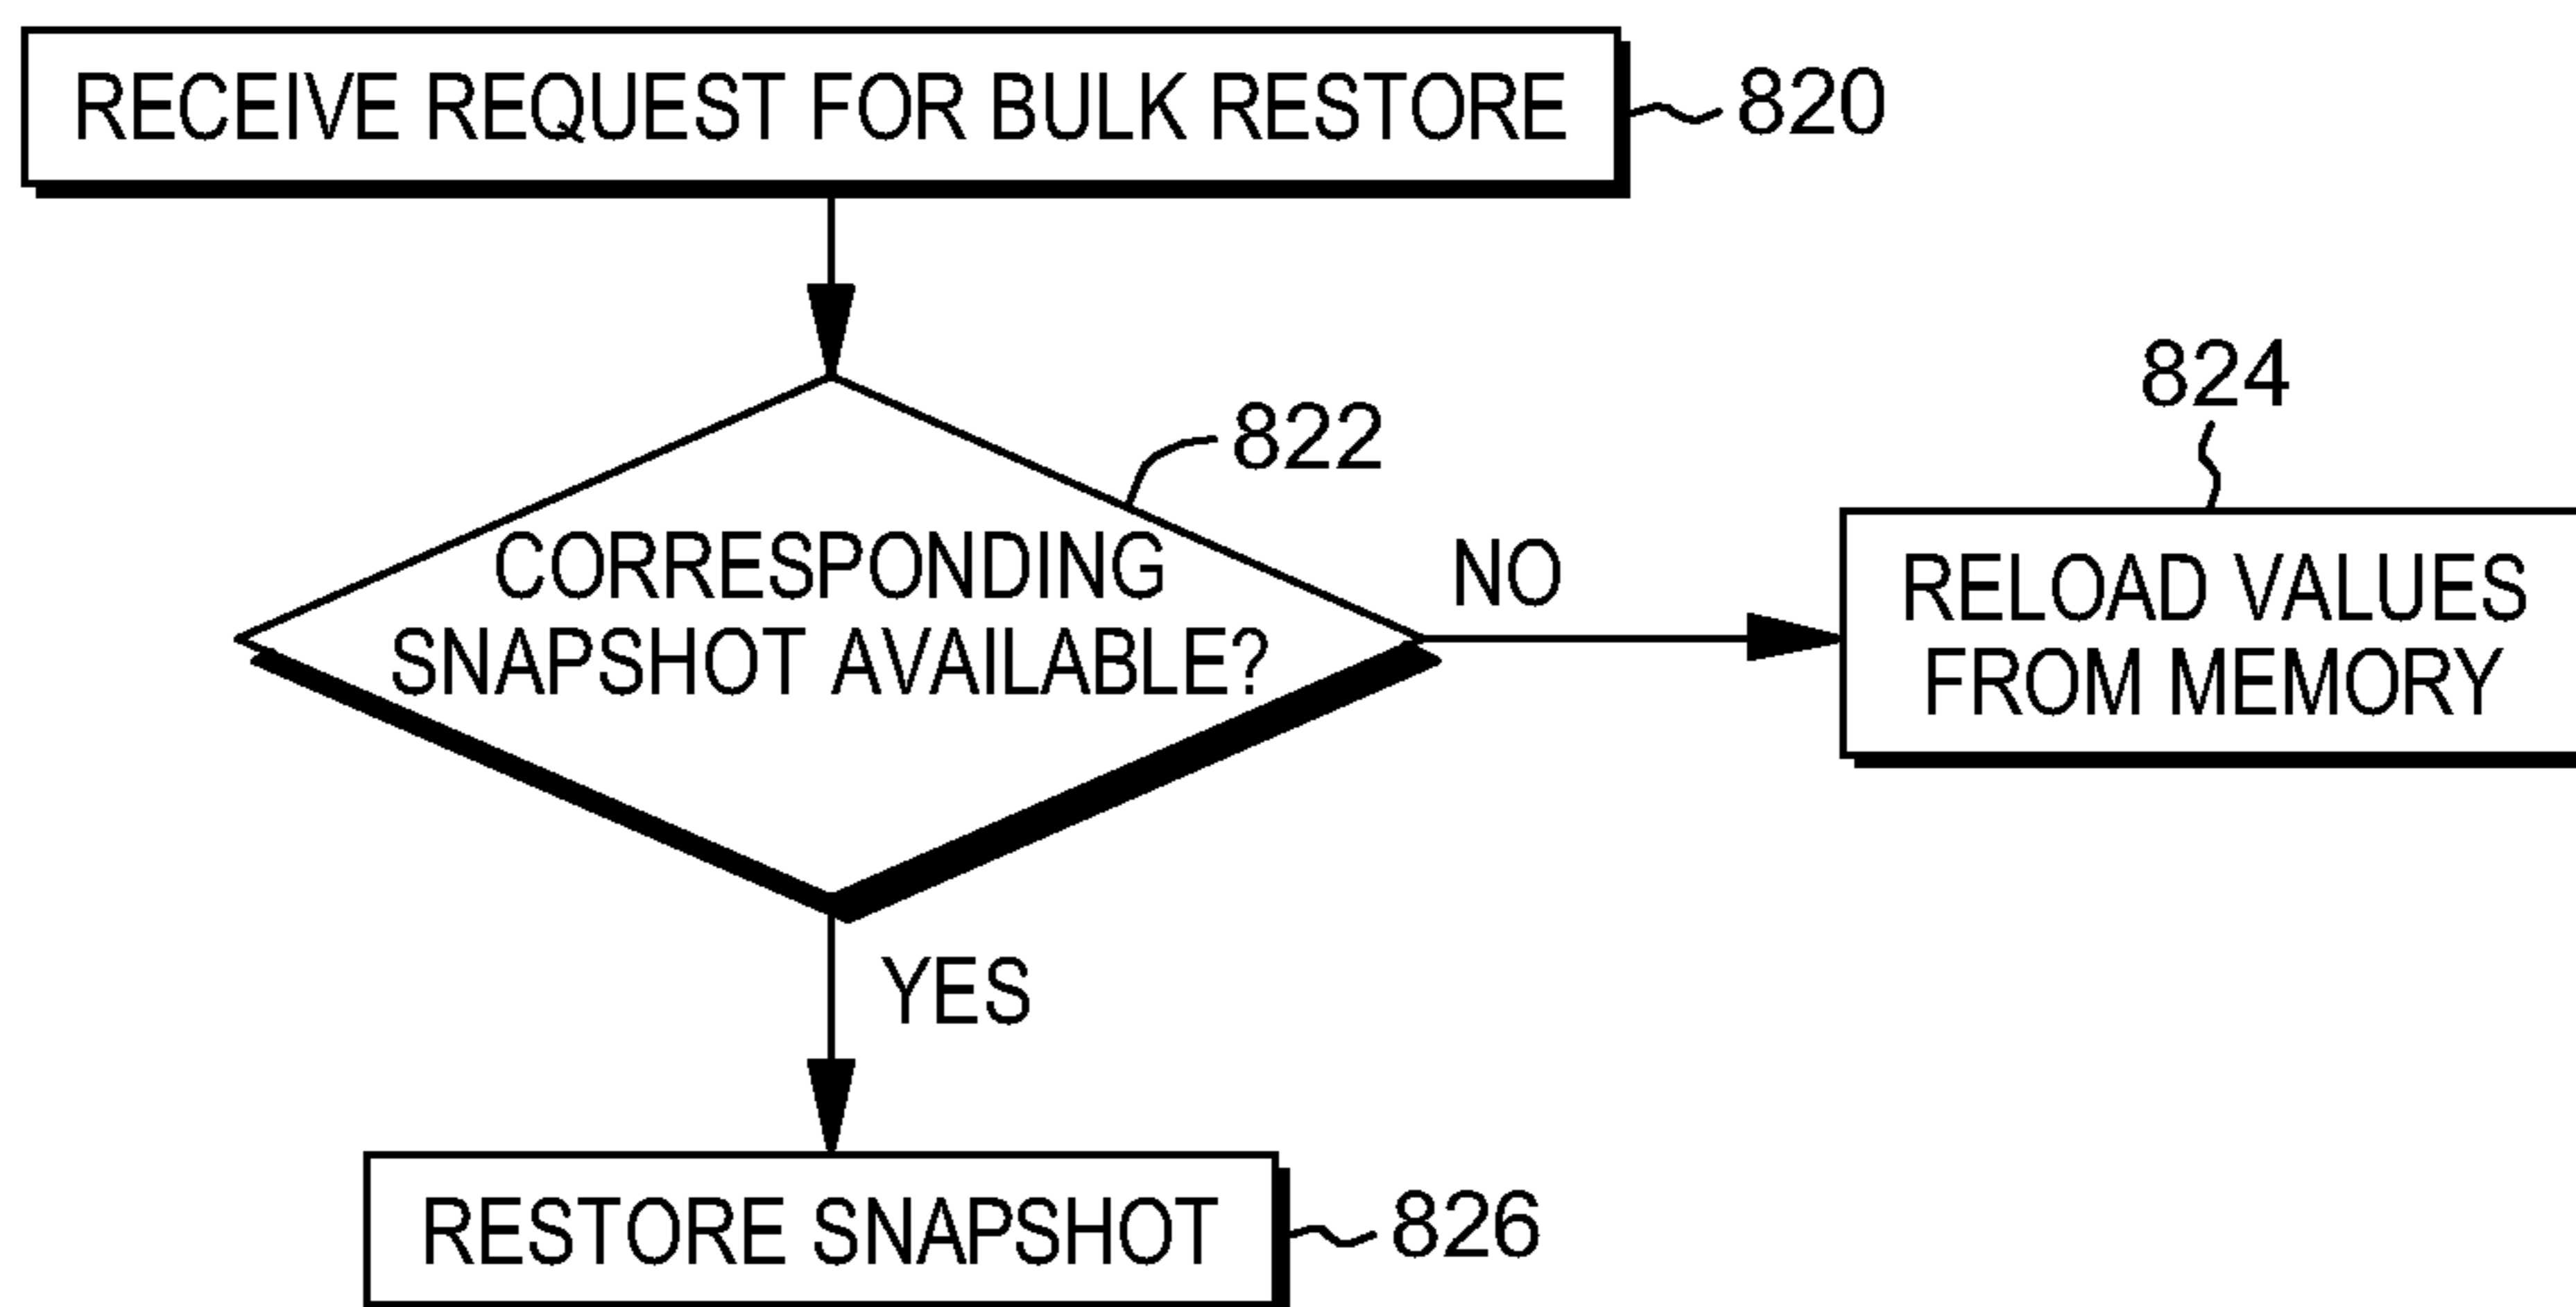 RECEIVE REQUEST FOR BULK RESTORE
820
822
CORRESPONDING
SNAPSHOT AVAILABLE?
NO
824
RELOAD VALUES
FROM MEMORY
YES
RESTORE SNAPSHOT
826